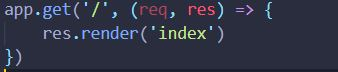 app.get('/', (req, res) => {
    res.render('index')
})